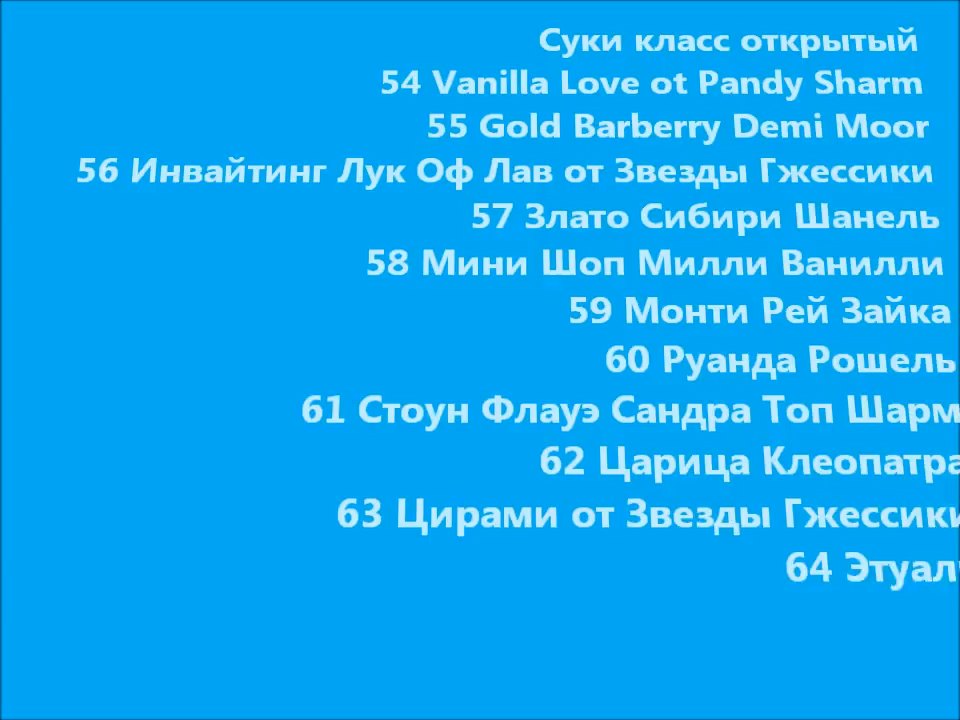 Суки класс открытый
54 Vanilla Love ot Pandy Sharm
55 Gold Barberry Demi Moor
56 Инвайтинг Лук Оф Лав от Звезды Гжессики
57 Злато Сибири Шанель
58 Мини Шоп Милли Ванилли
59 Монти Рей Зайка
60 Руанда Рошель
61 Стоун Флауэ Сандра Топ Шарм
62 Царица Клеопатра
63 Цирами от Звезды Гжессики
64